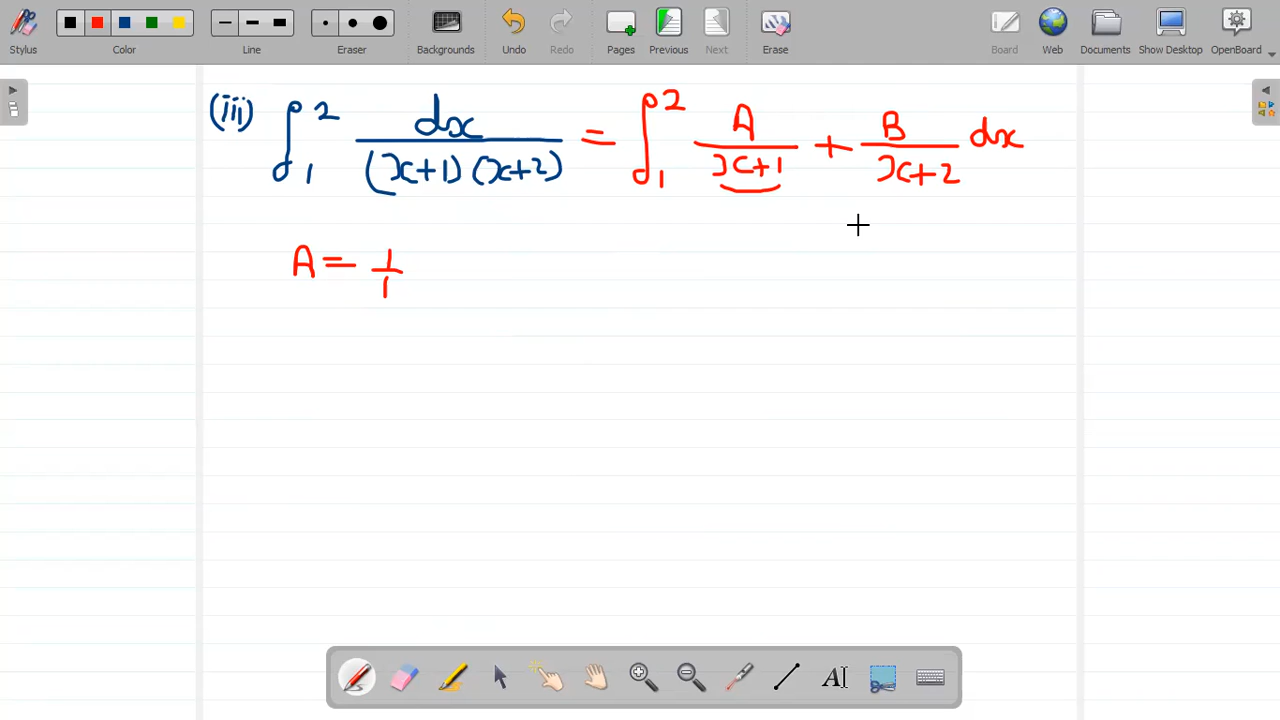 Stylus Color Line Eraser Backgrounds Undo Redo Pages Previous Next Erase Board Web Documents Show Desktop OpenBoard
(iii) ∫₁² dx / (x+1)(x+2) = ∫₁² A / x+1 + B / x+2 dx
A = 1/1